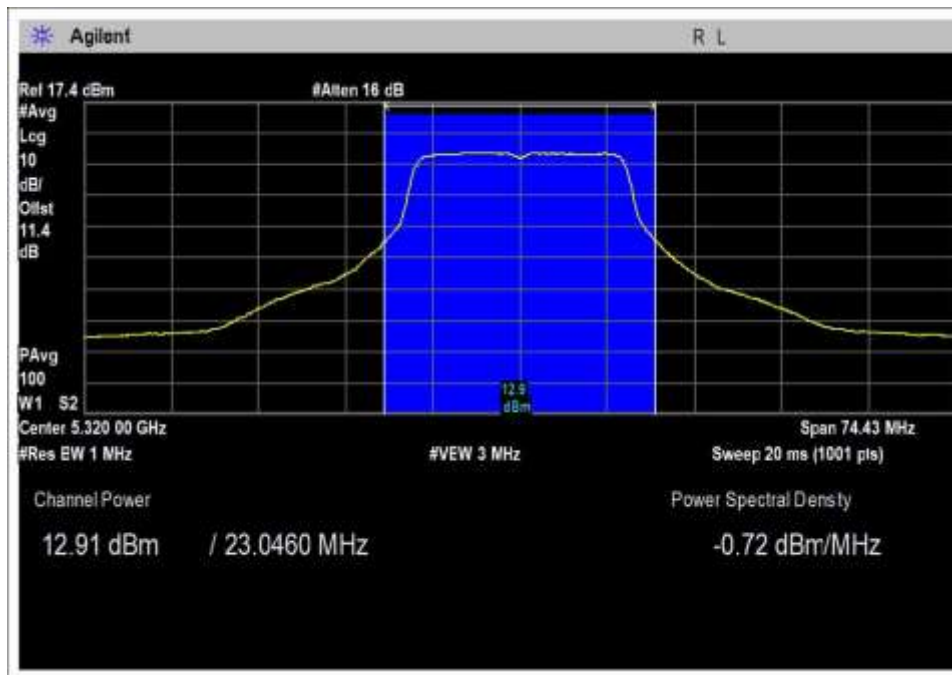 Agilent R L
Ref 17.4 dBm #Atten 16 dB
#Avg
Log
10
dB/
Offst
11.4
dB
PAvg
100
W1 S2
12.9
dBm
Center 5.320 00 GHz Span 74.43 MHz
#Res BW 1 MHz #VBW 3 MHz Sweep 20 ms (1001 pts)
Channel Power Power Spectral Density
12.91 dBm / 23.0460 MHz -0.72 dBm/MHz